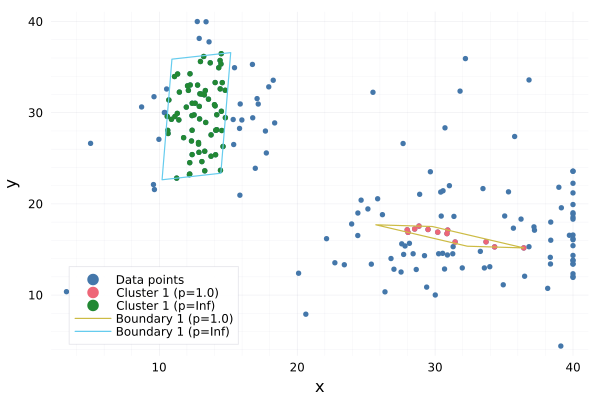 40
30
20
10
y
Data points
Cluster 1 (p=1.0)
Cluster 1 (p=Inf)
Boundary 1 (p=1.0)
Boundary 1 (p=Inf)
10 20 30 40
x